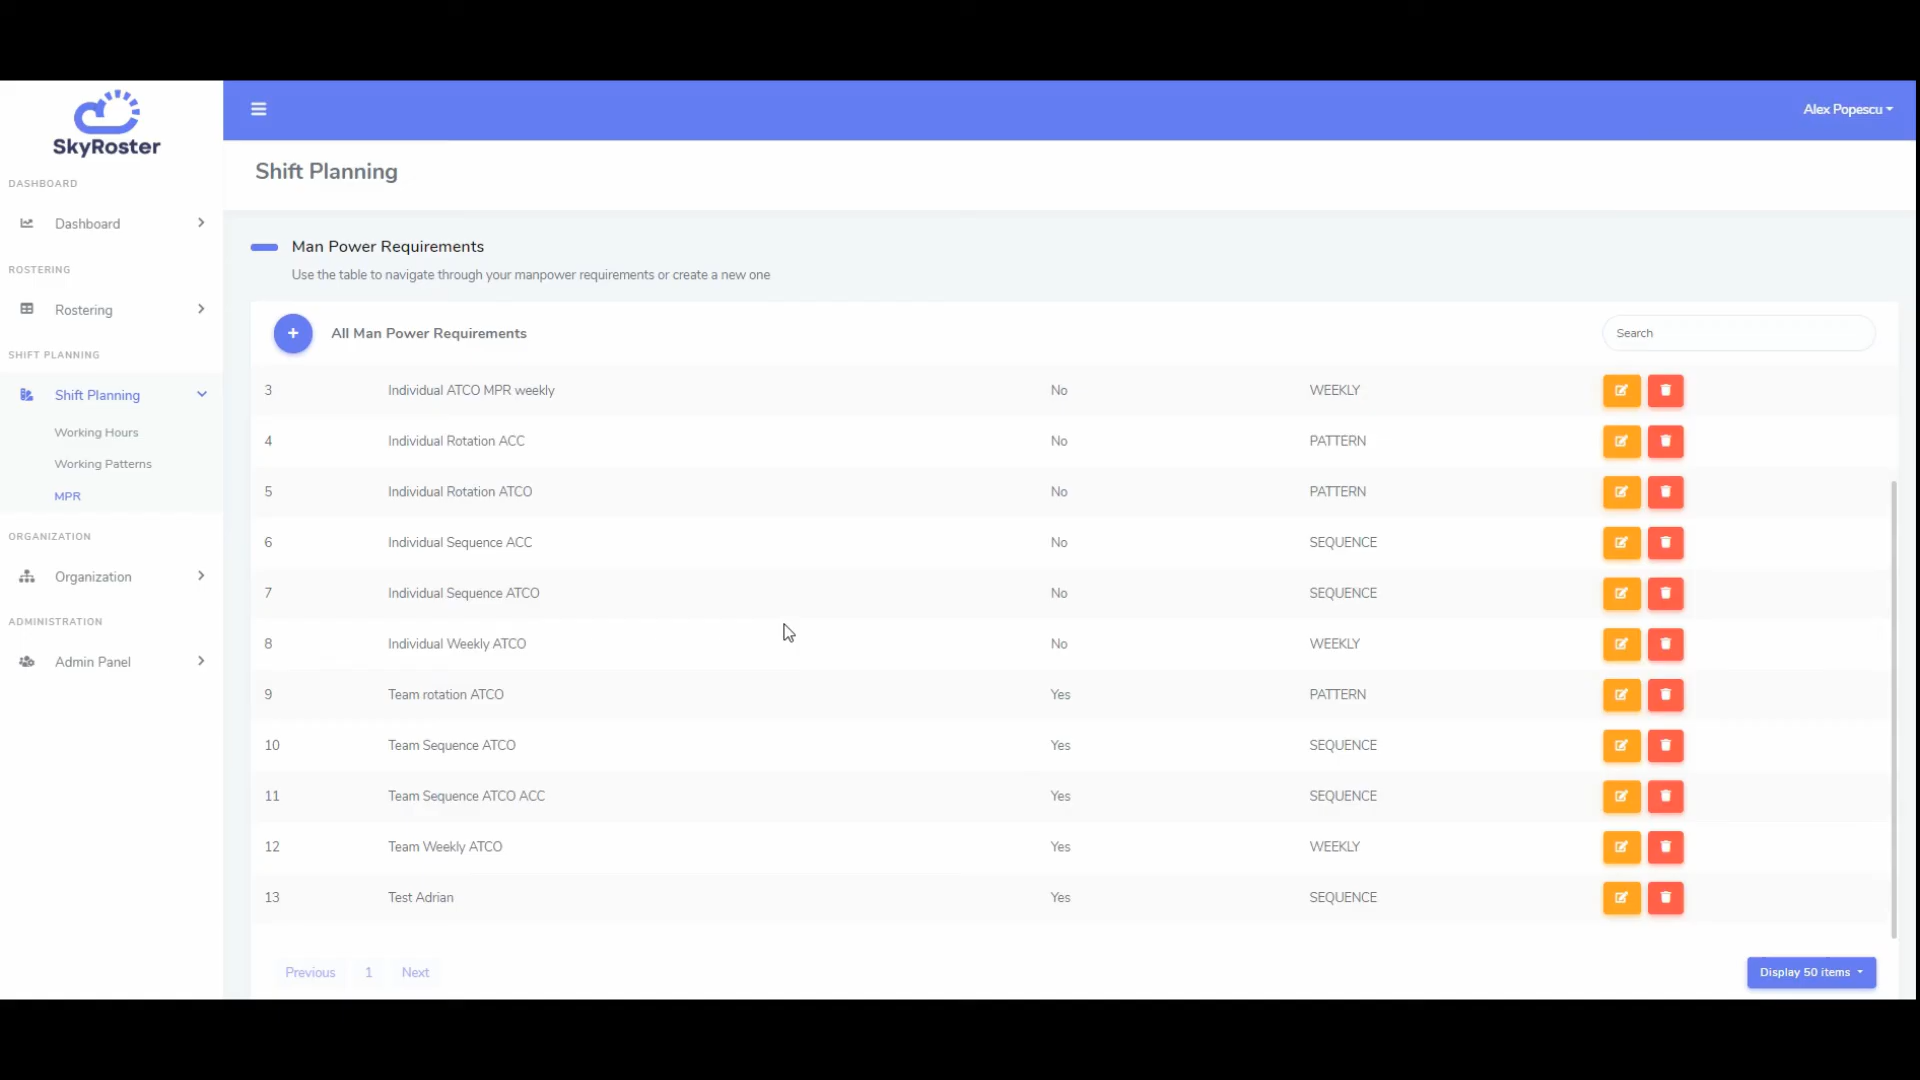 SkyRoster
Alex Popescu
Shift Planning
DASHBOARD
Dashboard
ROSTERING
Rostering
SHIFT PLANNING
Shift Planning
Working Hours
Working Patterns
MPR
ORGANIZATION
Organization
ADMINISTRATION
Admin Panel
Man Power Requirements
Use the table to navigate through your manpower requirements or create a new one
+ All Man Power Requirements Search
3 Individual ATCO MPR weekly No WEEKLY
4 Individual Rotation ACC No PATTERN
5 Individual Rotation ATCO No PATTERN
6 Individual Sequence ACC No SEQUENCE
7 Individual Sequence ATCO No SEQUENCE
8 Individual Weekly ATCO No WEEKLY
9 Team rotation ATCO Yes PATTERN
10 Team Sequence ATCO Yes SEQUENCE
11 Team Sequence ATCO ACC Yes SEQUENCE
12 Team Weekly ATCO Yes WEEKLY
13 Test Adrian Yes SEQUENCE
Previous 1 Next Display 50 items